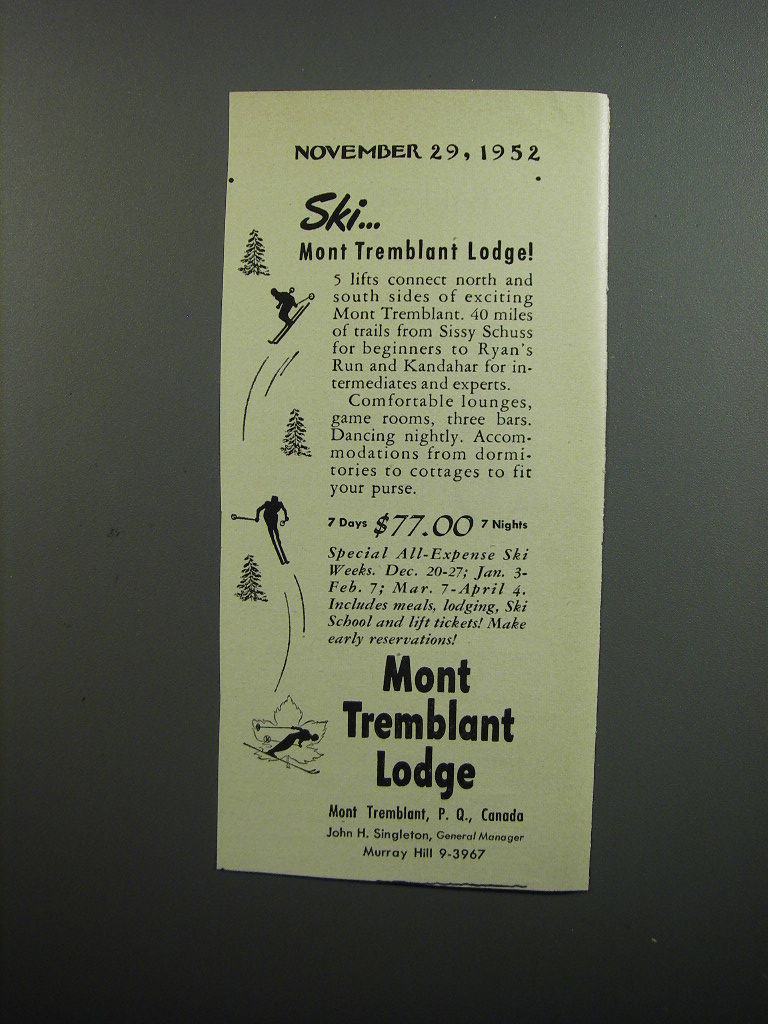 NOVEMBER 29, 1952
Ski...
Mont Tremblant Lodge!
5 lifts connect north and
south sides of exciting
Mont Tremblant. 40 miles
of trails from Sissy Schuss
for beginners to Ryan's
Run and Kandahar for in-
termediates and experts.
Comfortable lounges,
game rooms, three bars.
Dancing nightly. Accom-
modations from dormi-
tories to cottages to fit
your purse.
7 Days $77.00 7 Nights
Special All-Expense Ski
Weeks. Dec. 20-27; Jan. 3-
Feb. 7; Mar. 7-April 4.
Includes meals, lodging, Ski
School and lift tickets! Make
early reservations!
Mont
Tremblant
Lodge
Mont Tremblant, P. Q., Canada
John H. Singleton, General Manager
Murray Hill 9-3967